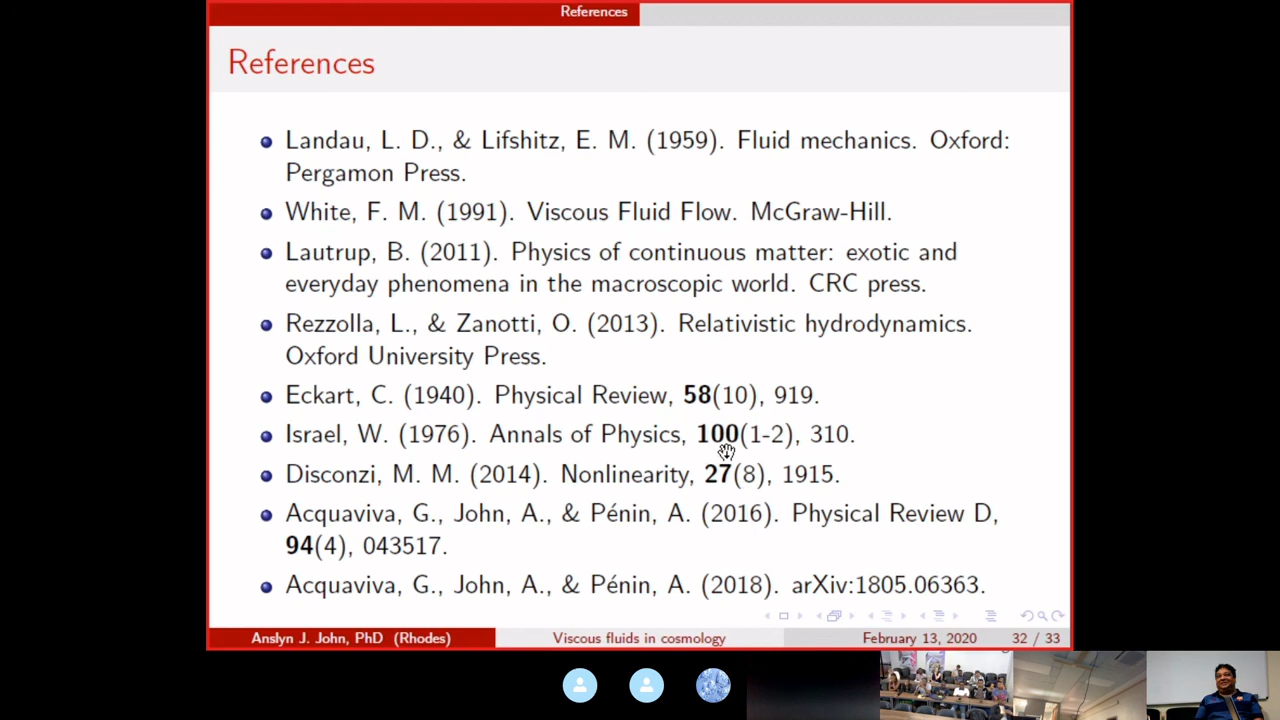 References
References
Landau, L. D., & Lifshitz, E. M. (1959). Fluid mechanics. Oxford:
Pergamon Press.
White, F. M. (1991). Viscous Fluid Flow. McGraw-Hill.
Lautrup, B. (2011). Physics of continuous matter: exotic and
everyday phenomena in the macroscopic world. CRC press.
Rezzolla, L., & Zanotti, O. (2013). Relativistic hydrodynamics.
Oxford University Press.
Eckart, C. (1940). Physical Review, 58(10), 919.
Israel, W. (1976). Annals of Physics, 100(1-2), 310.
Disconzi, M. M. (2014). Nonlinearity, 27(8), 1915.
Acquaviva, G., John, A., & Pénin, A. (2016). Physical Review D,
94(4), 043517.
Acquaviva, G., John, A., & Pénin, A. (2018). arXiv:1805.06363.
Anslyn J. John, PhD (Rhodes) Viscous fluids in cosmology February 13, 2020 32 / 33